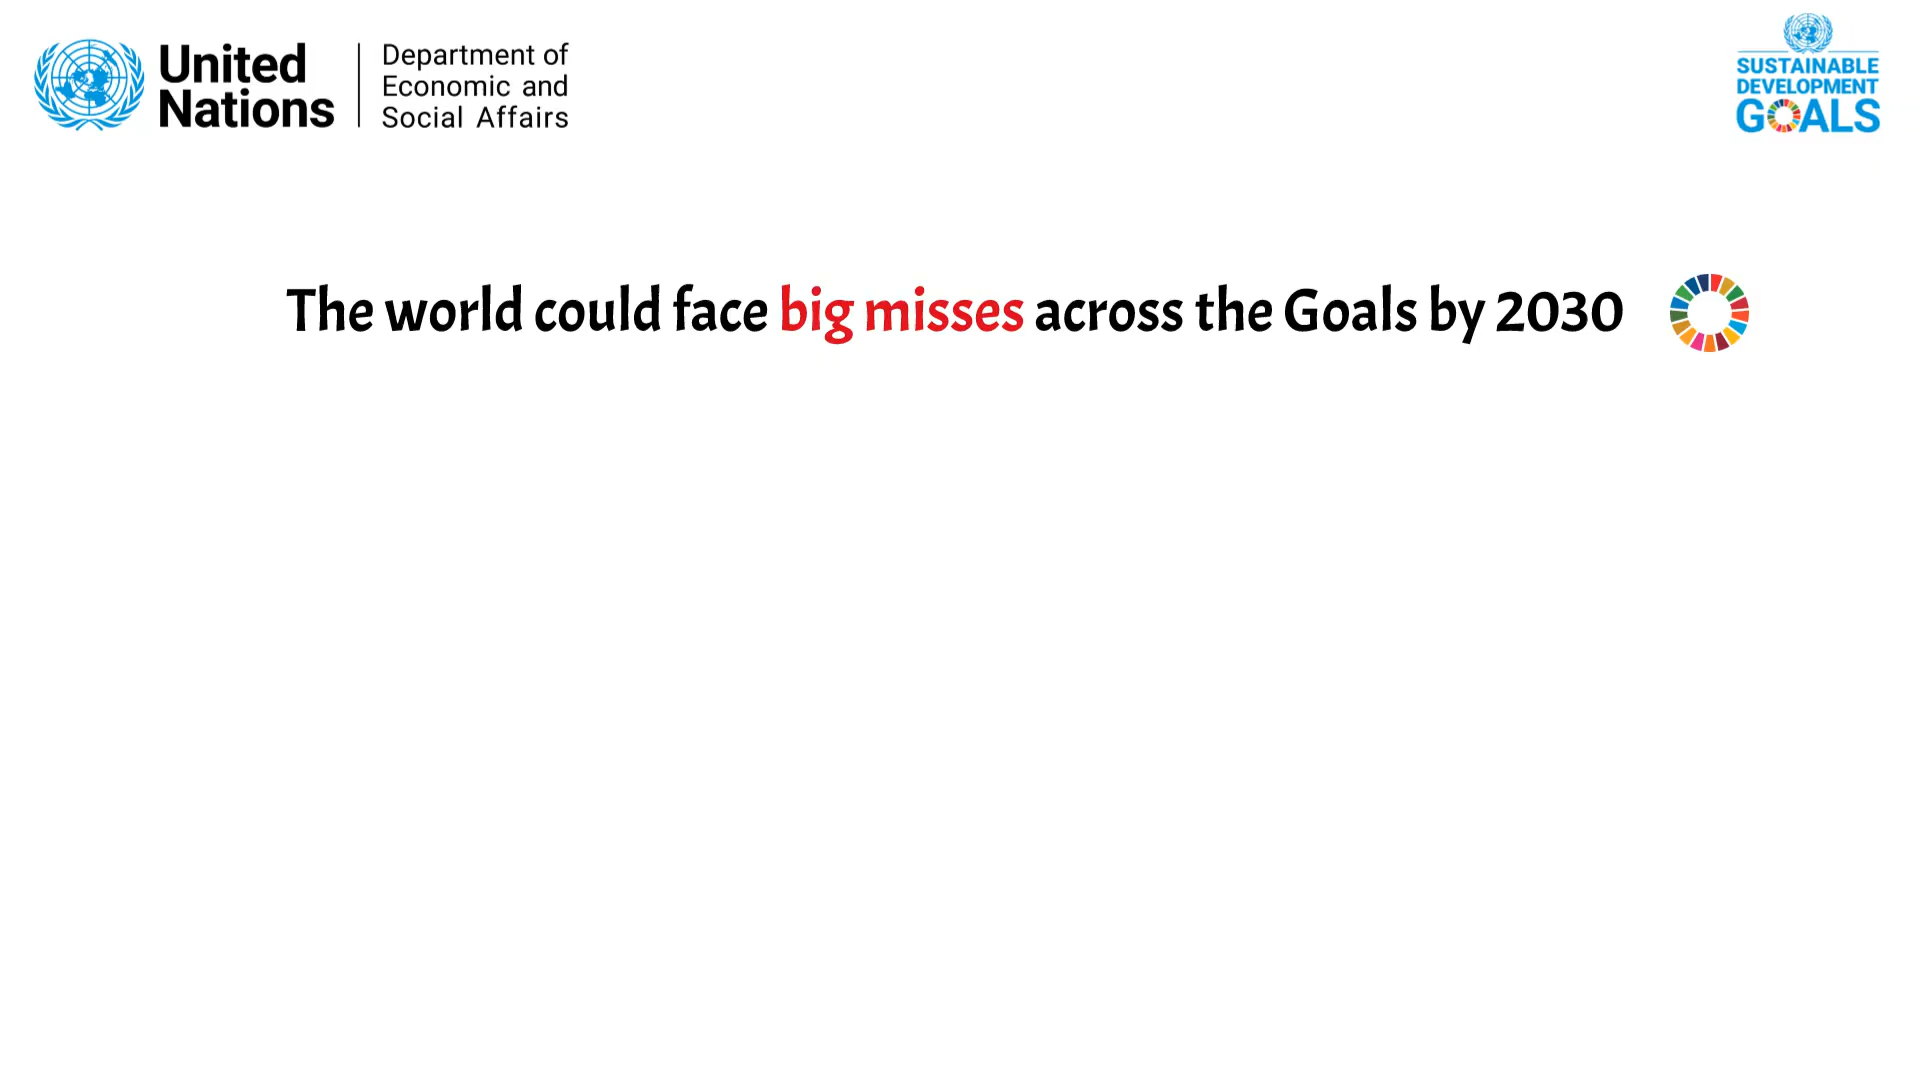 United
Nations
Department of
Economic and
Social Affairs
SUSTAINABLE
DEVELOPMENT
GOALS
The world could face big misses across the Goals by 2030